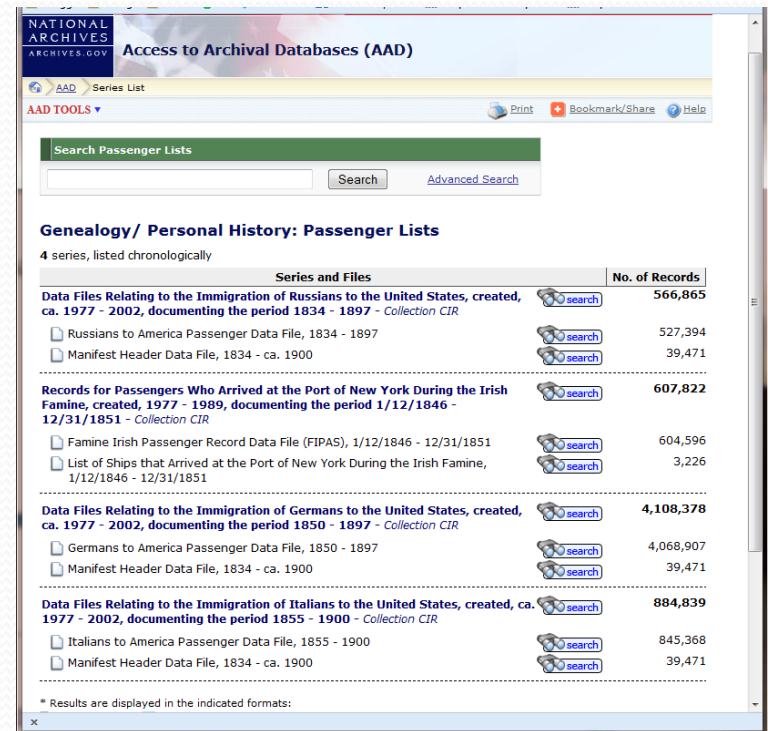 NATIONAL
ARCHIVES
ARCHIVES.GOV
Access to Archival Databases (AAD)
AAD Series List
AAD TOOLS ▼ Print Bookmark/Share Help
Search Passenger Lists
Search Advanced Search
Genealogy/ Personal History: Passenger Lists
4 series, listed chronologically
Series and Files No. of Records
Data Files Relating to the Immigration of Russians to the United States, created, search 566,865
ca. 1977 - 2002, documenting the period 1834 - 1897 - Collection CIR
Russians to America Passenger Data File, 1834 - 1897 search 527,394
Manifest Header Data File, 1834 - ca. 1900 search 39,471
Records for Passengers Who Arrived at the Port of New York During the Irish search 607,822
Famine, created, 1977 - 1989, documenting the period 1/12/1846 -
12/31/1851 - Collection CIR
Famine Irish Passenger Record Data File (FIPAS), 1/12/1846 - 12/31/1851 search 604,596
List of Ships that Arrived at the Port of New York During the Irish Famine, search 3,226
1/12/1846 - 12/31/1851
Data Files Relating to the Immigration of Germans to the United States, created, search 4,108,378
ca. 1977 - 2002, documenting the period 1850 - 1897 - Collection CIR
Germans to America Passenger Data File, 1850 - 1897 search 4,068,907
Manifest Header Data File, 1834 - ca. 1900 search 39,471
Data Files Relating to the Immigration of Italians to the United States, created, ca. search 884,839
1977 - 2002, documenting the period 1855 - 1900 - Collection CIR
Italians to America Passenger Data File, 1855 - 1900 search 845,368
Manifest Header Data File, 1834 - ca. 1900 search 39,471
* Results are displayed in the indicated formats:
x